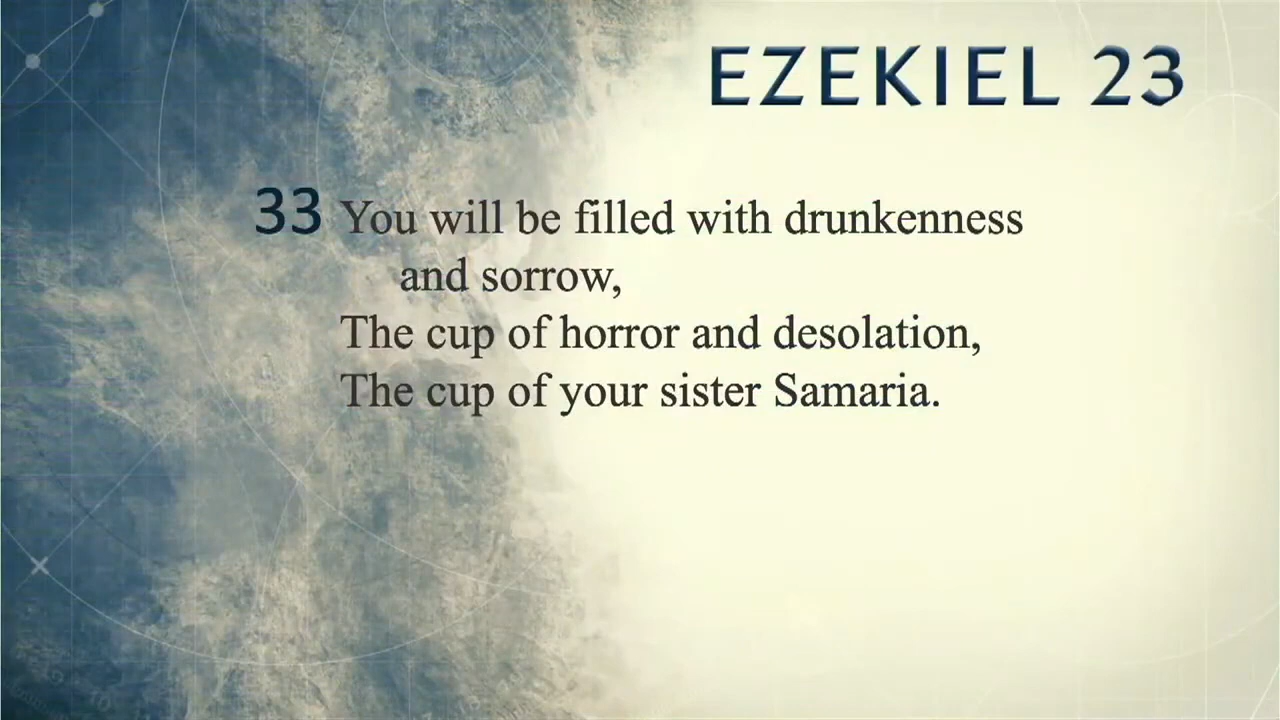 EZEKIEL 23
33 You will be filled with drunkenness
and sorrow,
The cup of horror and desolation,
The cup of your sister Samaria.